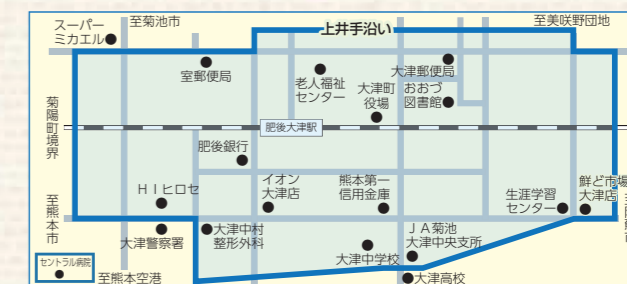 スーパー
ミカエル
至菊池市
上井手沿い
至美咲野団地
室郵便局
老人福祉
センター
大津町
役場
大津郵便局
おおづ
図書館
菊陽町境界
肥後大津駅
肥後銀行
ＨＩヒロセ
イオン
大津店
熊本第一
信用金庫
生涯学習
センター
鮮ど市場
大津店
至熊本市
大津警察署
大津中村
整形外科
ＪＡ菊池
大津中央支所
大津中学校
セントラル病院
至熊本空港
大津高校